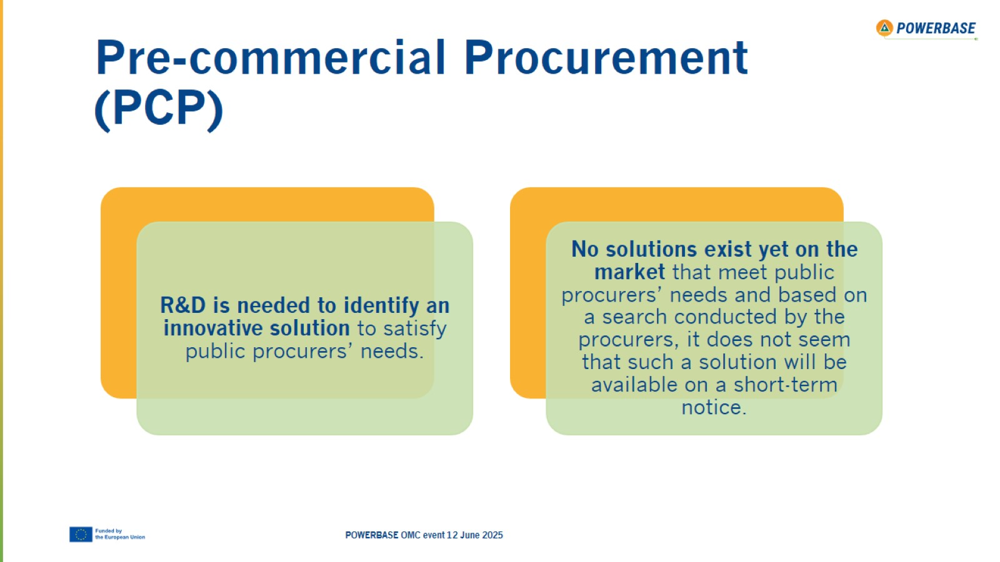 POWERBASE
Pre-commercial Procurement
(PCP)
R&D is needed to identify an
innovative solution to satisfy
public procurers’ needs.
No solutions exist yet on the
market that meet public
procurers’ needs and based on
a search conducted by the
procurers, it does not seem
that such a solution will be
available on a short-term
notice.
Funded by
the European Union
POWERBASE OMC event 12 June 2025